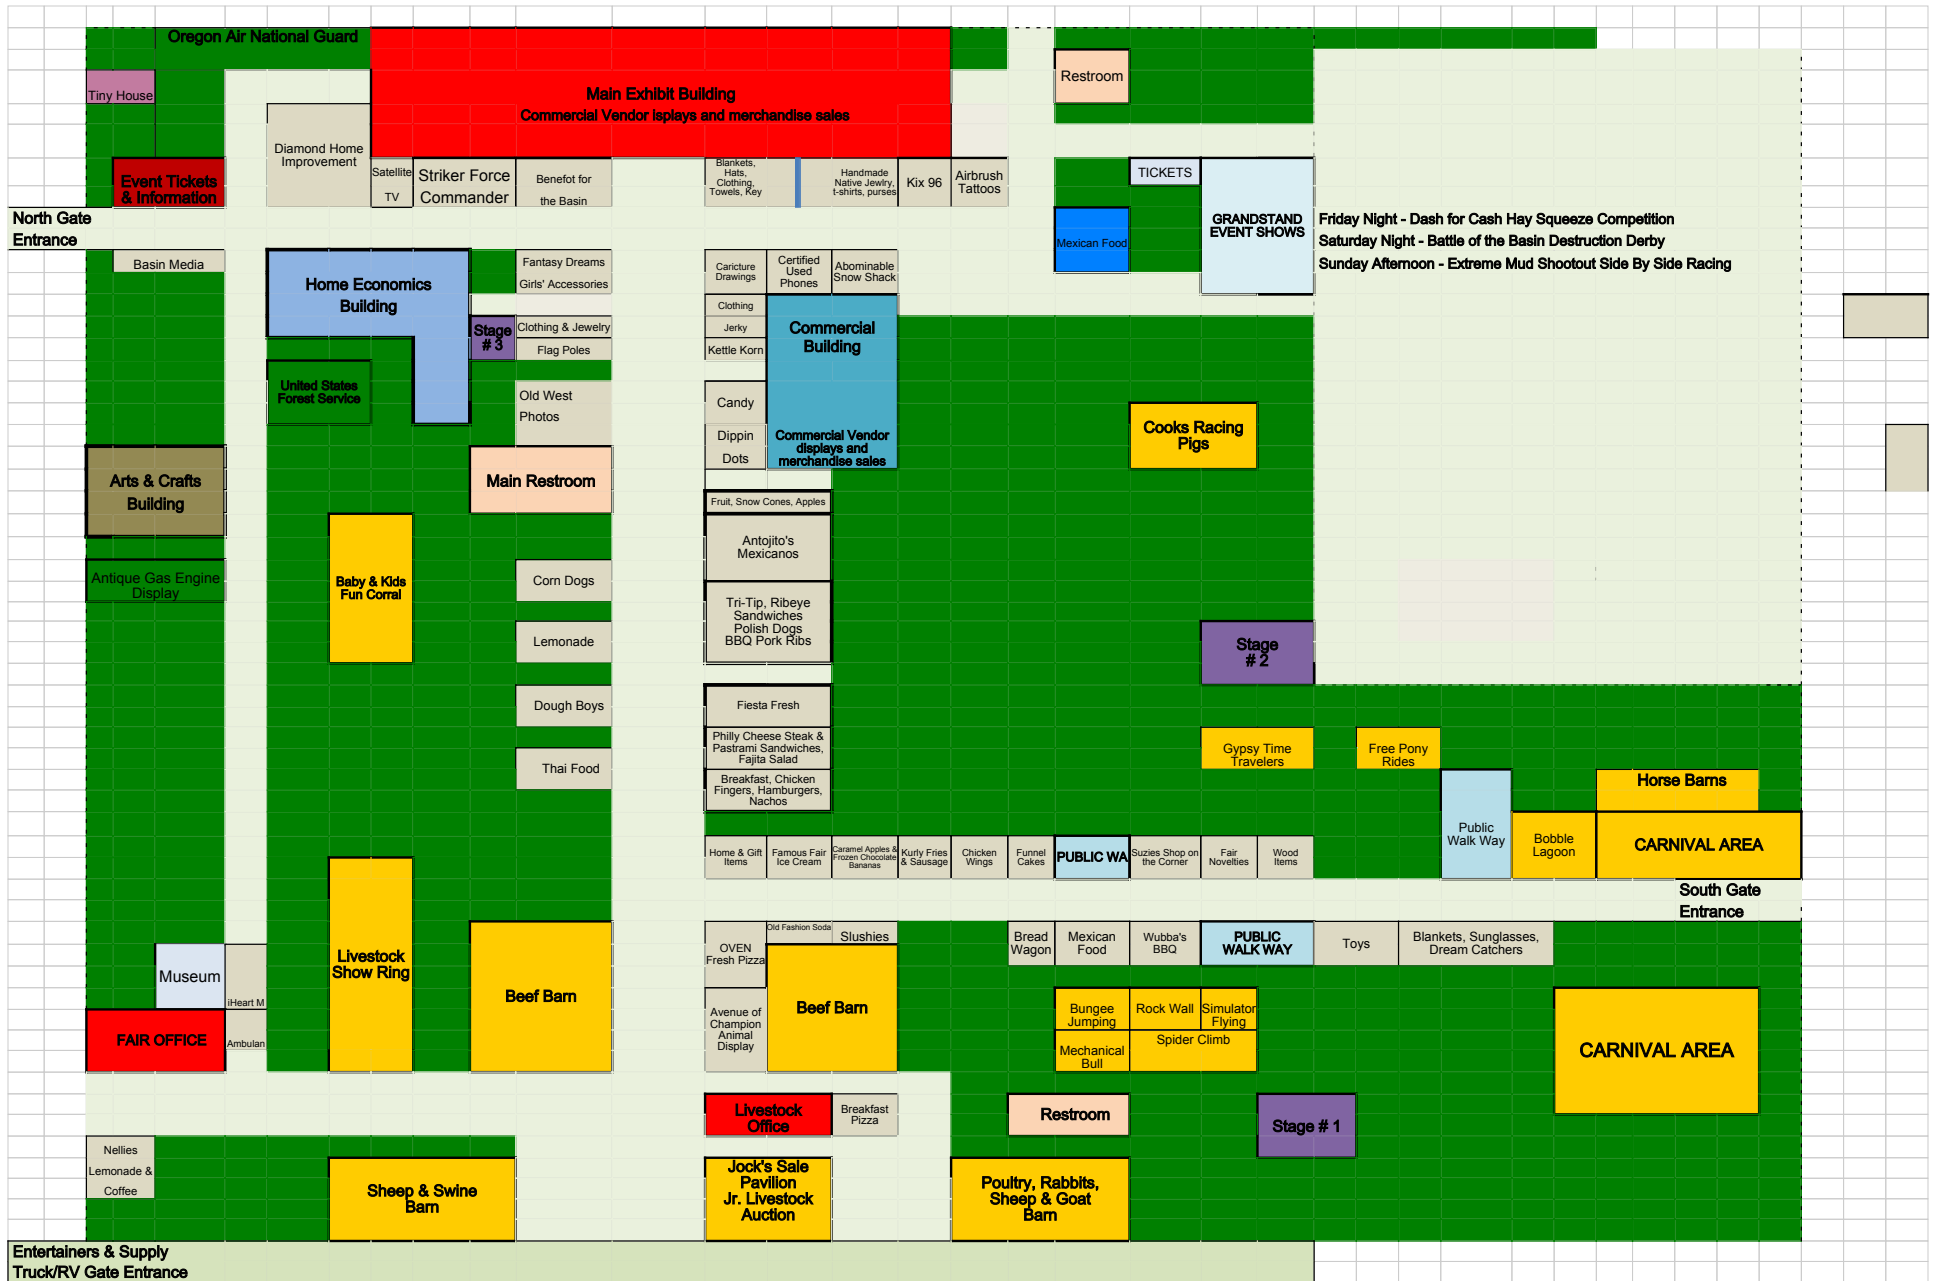 Oregon Air National Guard
Main Exhibit Building
Commercial Vendor isplays and merchandise sales
Restroom
Tiny House
Diamond Home
Improvement
Event Tickets
& Information
Satellite
TV
Striker Force
Commander
Benefot for
the Basin
Blankets,
Hats,
Clothing,
Towels, Key
Handmade
Native Jewlry,
t-shirts, purses
Kix 96
Airbrush
Tattoos
TICKETS
GRANDSTAND
EVENT SHOWS
Mexican Food
Friday Night - Dash for Cash Hay Squeeze Competition
Saturday Night - Battle of the Basin Destruction Derby
Sunday Afternoon - Extreme Mud Shootout Side By Side Racing
North Gate
Entrance
Basin Media
Home Economics
Building
Fantasy Dreams
Girls' Accessories
Caricture
Drawings
Certified
Used
Phones
Abominable
Snow Shack
Stage
# 3
Clothing & Jewelry
Flag Poles
Clothing
Jerky
Kettle Korn
Commercial
Building
United States
Forest Service
Old West
Photos
Candy
Dippin
Dots
Commercial Vendor
displays and
merchandise sales
Cooks Racing
Pigs
Arts & Crafts
Building
Main Restroom
Fruit, Snow Cones, Apples
Antojito's
Mexicanos
Antique Gas Engine
Display
Baby & Kids
Fun Corral
Corn Dogs
Tri-Tip, Ribeye
Sandwiches
Polish Dogs
BBQ Pork Ribs
Lemonade
Stage
# 2
Dough Boys
Fiesta Fresh
Philly Cheese Steak &
Pastrami Sandwiches,
Fajita Salad
Gypsy Time
Travelers
Free Pony
Rides
Thai Food
Breakfast, Chicken
Fingers, Hamburgers,
Nachos
Horse Barns
Public
Walk Way
Bobble
Lagoon
CARNIVAL AREA
Home & Gift
Items
Famous Fair
Ice Cream
Caramel Apples &
Frozen Chocolate
Bananas
Kurly Fries
& Sausage
Chicken
Wings
Funnel
Cakes
PUBLIC WA
Suzies Shop on
the Corner
Fair
Novelties
Wood
Items
South Gate
Entrance
Livestock
Show Ring
Beef Barn
OVEN
Fresh Pizza
Old Fashion Soda
Slushies
Bread
Wagon
Mexican
Food
Wubba's
BBQ
PUBLIC
WALK WAY
Toys
Blankets, Sunglasses,
Dream Catchers
Museum
iHeart M
FAIR OFFICE
Ambulan
Avenue of
Champion
Animal
Display
Beef Barn
Bungee
Jumping
Rock Wall
Simulator
Flying
Mechanical
Bull
Spider Climb
CARNIVAL AREA
Livestock
Office
Breakfast
Pizza
Restroom
Stage # 1
Nellies
Lemonade &
Coffee
Sheep & Swine
Barn
Jock's Sale
Pavilion
Jr. Livestock
Auction
Poultry, Rabbits,
Sheep & Goat
Barn
Entertainers & Supply
Truck/RV Gate Entrance